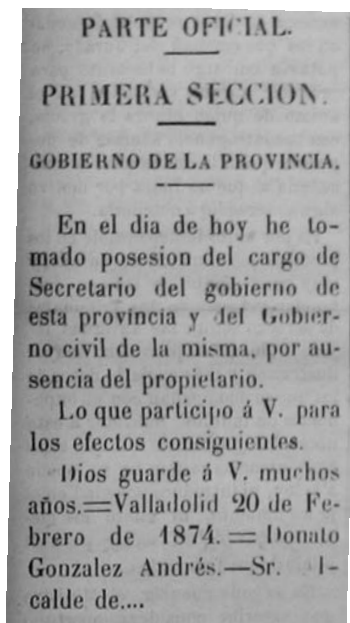 PARTE OFICIAL.
PRIMERA SECCION.
GOBIERNO DE LA PROVINCIA.
En el dia de hoy he to-
mado posesion del cargo de
Secretario del gobierno de
esta provincia y del Gobier-
no civil de la misma, por au-
sencia del propietario.
Lo que participo á V. para
los efectos consiguientes.
Dios guarde á V. muchos
años.=Valladolid 20 de Fe-
brero de 1874.=Donato
Gonzalez Andrés.—Sr. l-
calde de....